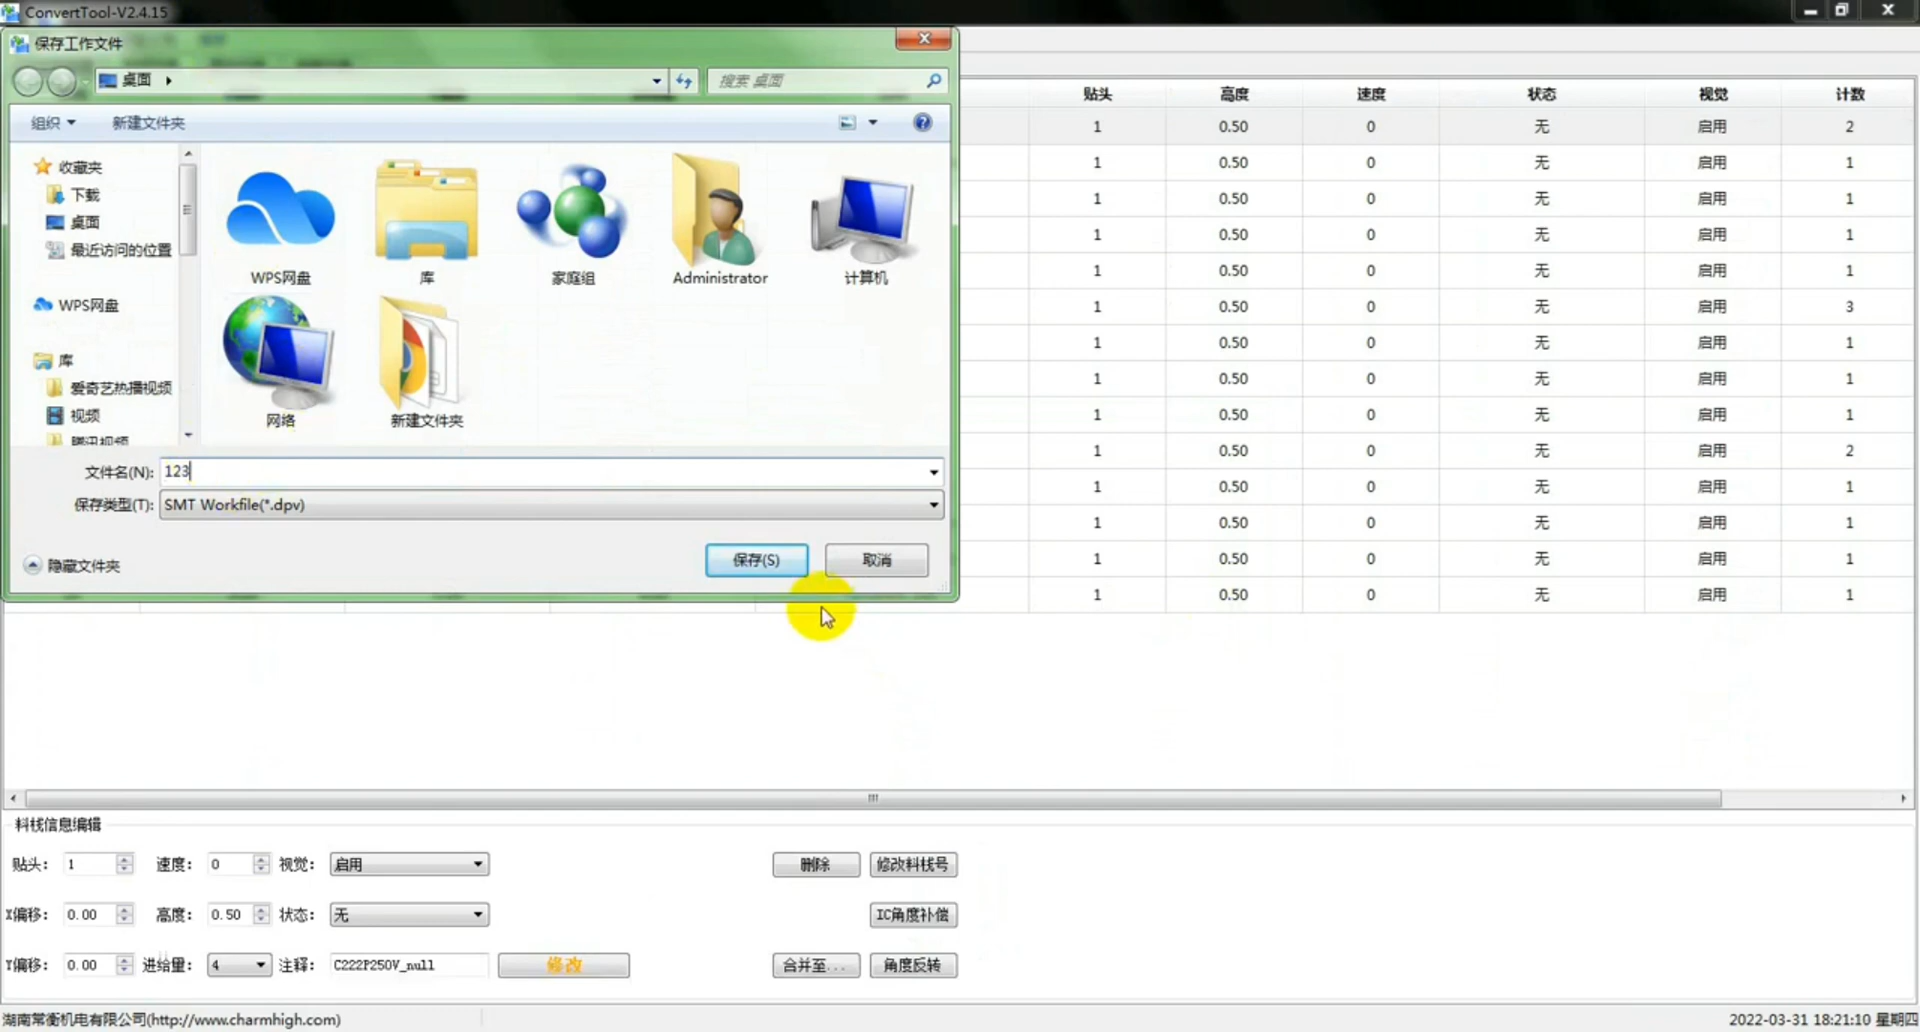 ConvertTool-V2.4.15
保存工作文件
桌面
搜索 桌面
组织 新建文件夹
收藏夹
下载
桌面
最近访问的位置
WPS网盘
库
爱奇艺热播视频
视频
腾讯视频
WPS网盘 库 家庭组 Administrator 计算机
网络 新建文件夹
文件名(N): 123
保存类型(T): SMT Workfile(*.dpv)
隐藏文件夹 保存(S) 取消
贴头 高度 速度 状态 视觉 计数
1 0.50 0 无 启用 2
1 0.50 0 无 启用 1
1 0.50 0 无 启用 1
1 0.50 0 无 启用 1
1 0.50 0 无 启用 1
1 0.50 0 无 启用 3
1 0.50 0 无 启用 1
1 0.50 0 无 启用 1
1 0.50 0 无 启用 1
1 0.50 0 无 启用 2
1 0.50 0 无 启用 1
1 0.50 0 无 启用 1
1 0.50 0 无 启用 1
1 0.50 0 无 启用 1
料栈信息编辑
贴头: 1 速度: 0 视觉: 启用 删除 修改料栈号
X偏移: 0.00 高度: 0.50 状态: 无 IC角度补偿
Y偏移: 0.00 进给量: 4 注释: C222P250V_null 修改 合并至... 角度反转
湖南常衡机电有限公司(http://www.charmhigh.com) 2022-03-31 18:21:10 星期四